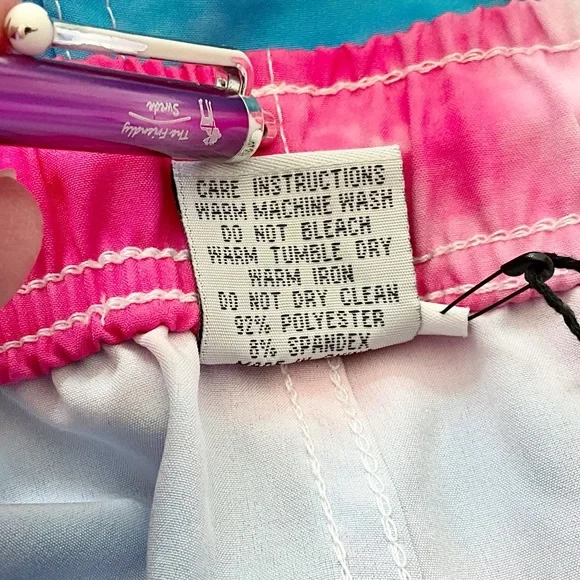 The Friendly
Swede
CARE INSTRUCTIONS
WARM MACHINE WASH
DO NOT BLEACH
WARM TUMBLE DRY
WARM IRON
DO NOT DRY CLEAN
92% POLYESTER
8% SPANDEX